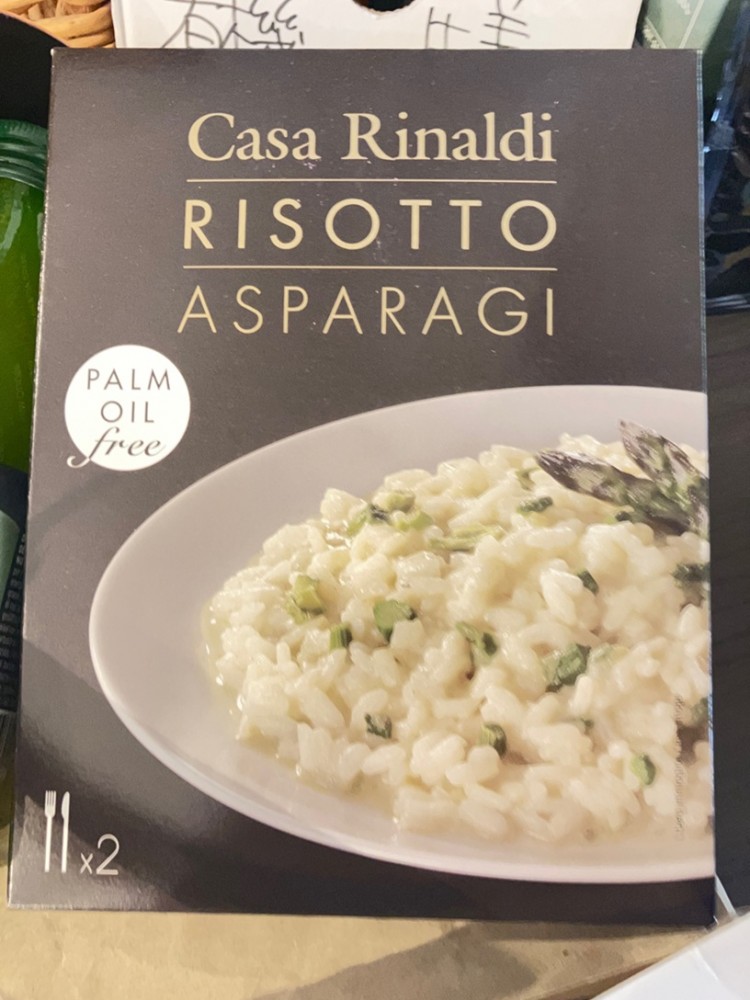 Casa Rinaldi
RISOTTO
ASPARAGI
PALM
OIL
free
x2